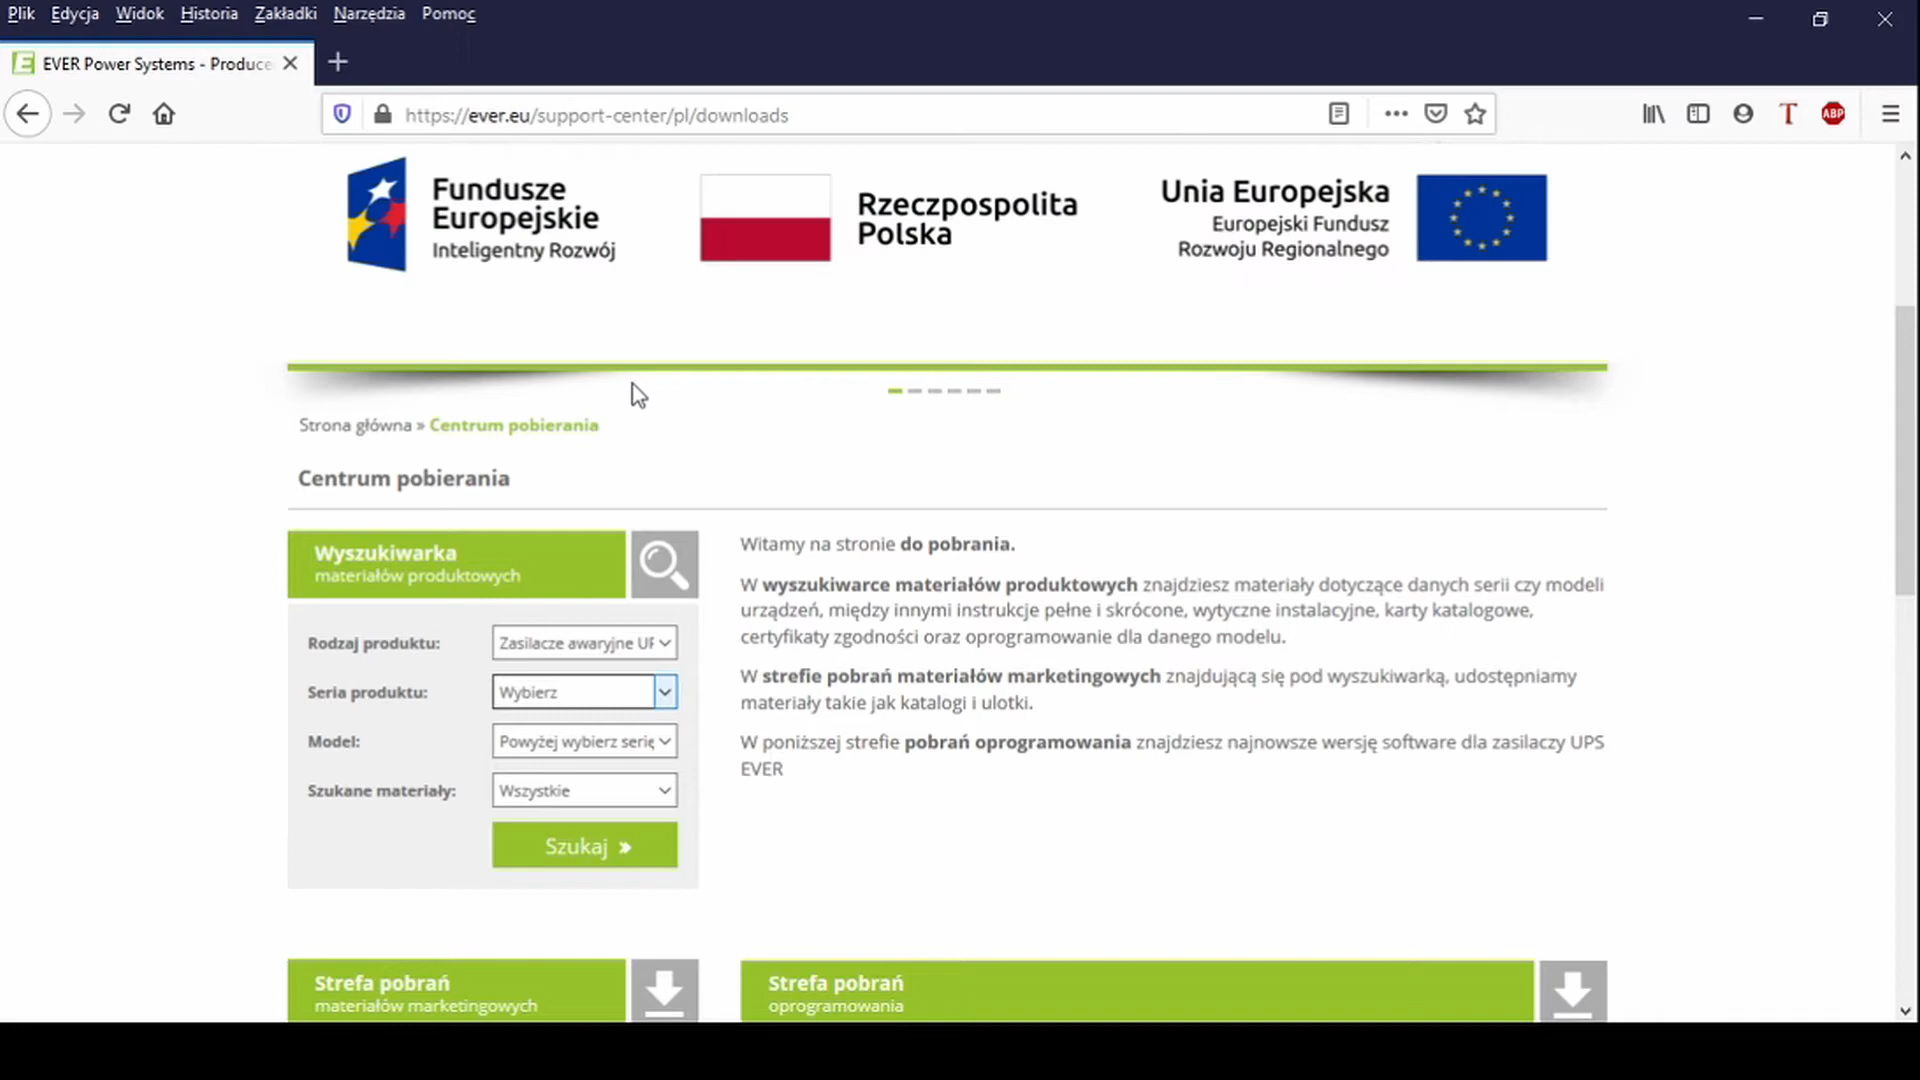 Plik Edycja Widok Historia Zakładki Narzędzia Pomoc
EVER Power Systems - Produce
https://ever.eu/support-center/pl/downloads
T
ABP
Fundusze
Europejskie
Inteligentny Rozwój
Rzeczpospolita
Polska
Unia Europejska
Europejski Fundusz
Rozwoju Regionalnego
Strona główna » Centrum pobierania
Centrum pobierania
Wyszukiwarka
materiałów produktowych
Rodzaj produktu: Zasilacze awaryjne UP
Seria produktu: Wybierz
Model: Powyżej wybierz serię
Szukane materiały: Wszystkie
Szukaj »
Witamy na stronie do pobrania.
W wyszukiwarce materiałów produktowych znajdziesz materiały dotyczące danych serii czy modeli
urządzeń, między innymi instrukcje pełne i skrócone, wytyczne instalacyjne, karty katalogowe,
certyfikaty zgodności oraz oprogramowanie dla danego modelu.
W strefie pobrań materiałów marketingowych znajdującą się pod wyszukiwarką, udostępniamy
materiały takie jak katalogi i ulotki.
W poniższej strefie pobrań oprogramowania znajdziesz najnowsze wersję software dla zasilaczy UPS
EVER
Strefa pobrań
materiałów marketingowych
Strefa pobrań
oprogramowania